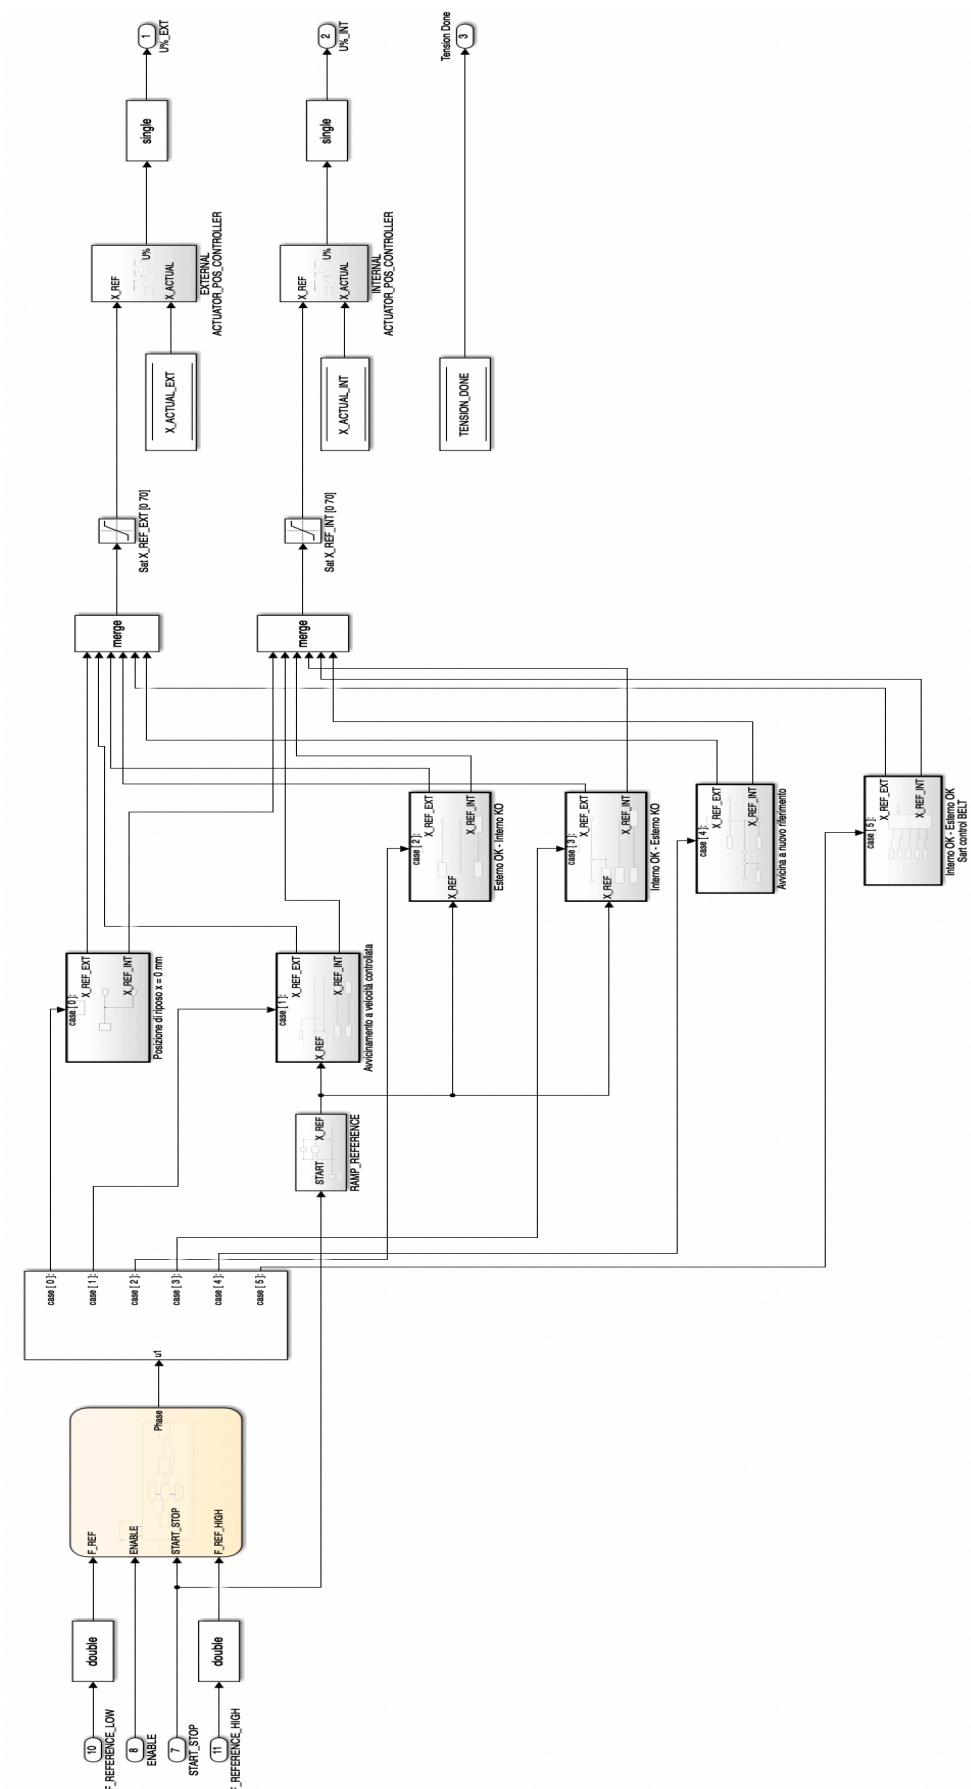 10
F_REFERENCE_LOW
8
ENABLE
7
START_STOP
11
F_REFERENCE_HIGH
double
double
F_REF
ENABLE
START_STOP
F_REF_HIGH
Phase
u1
case [ 0 ]:
case [ 1 ]:
case [ 2 ]:
case [ 3 ]:
case [ 4 ]:
case [ 5 ]:
START
X_REF
RAMP_REFERENCE
case [ 0 ]:
X_REF_EXT
X_REF_INT
Posizione di riposo x = 0 mm
case [ 1 ]:
X_REF
X_REF_EXT
X_REF_INT
Avvicinamento a velocità controllata
case [ 2 ]:
X_REF
X_REF_EXT
X_REF_INT
Esterno OK - Interno KO
case [ 3 ]:
X_REF
X_REF_EXT
X_REF_INT
Interno OK - Esterno KO
case [ 4 ]:
X_REF_EXT
X_REF_INT
Avvicina a nuovo riferimento
case [ 5 ]:
X_REF_EXT
X_REF_INT
Interno OK - Esterno OK
Sart control BELT
merge
merge
Sat X_REF_EXT [0 70]
Sat X_REF_INT [0 70]
X_ACTUAL_EXT
X_ACTUAL_INT
TENSION_DONE
X_REF
X_ACTUAL
U%
EXTERNAL
ACTUATOR_POS_CONTROLLER
X_REF
X_ACTUAL
U%
INTERNAL
ACTUATOR_POS_CONTROLLER
single
single
1
U%_EXT
2
U%_INT
Tension Done
3